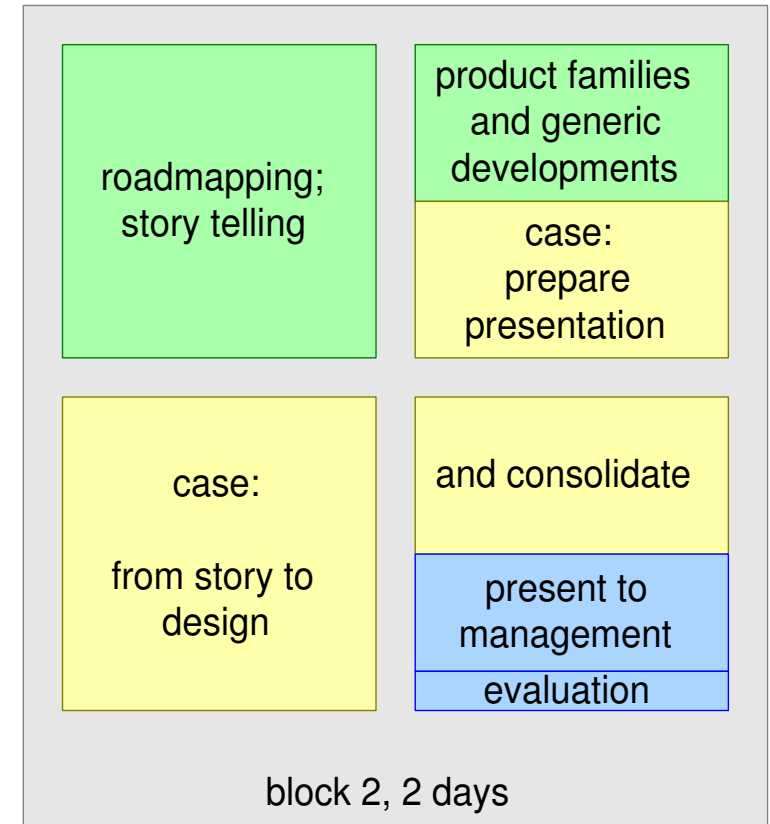 roadmapping;
story telling
case:
from story to
design
product families
and generic
developments
case:
prepare
presentation
and consolidate
present to
management
evaluation
block 2, 2 days